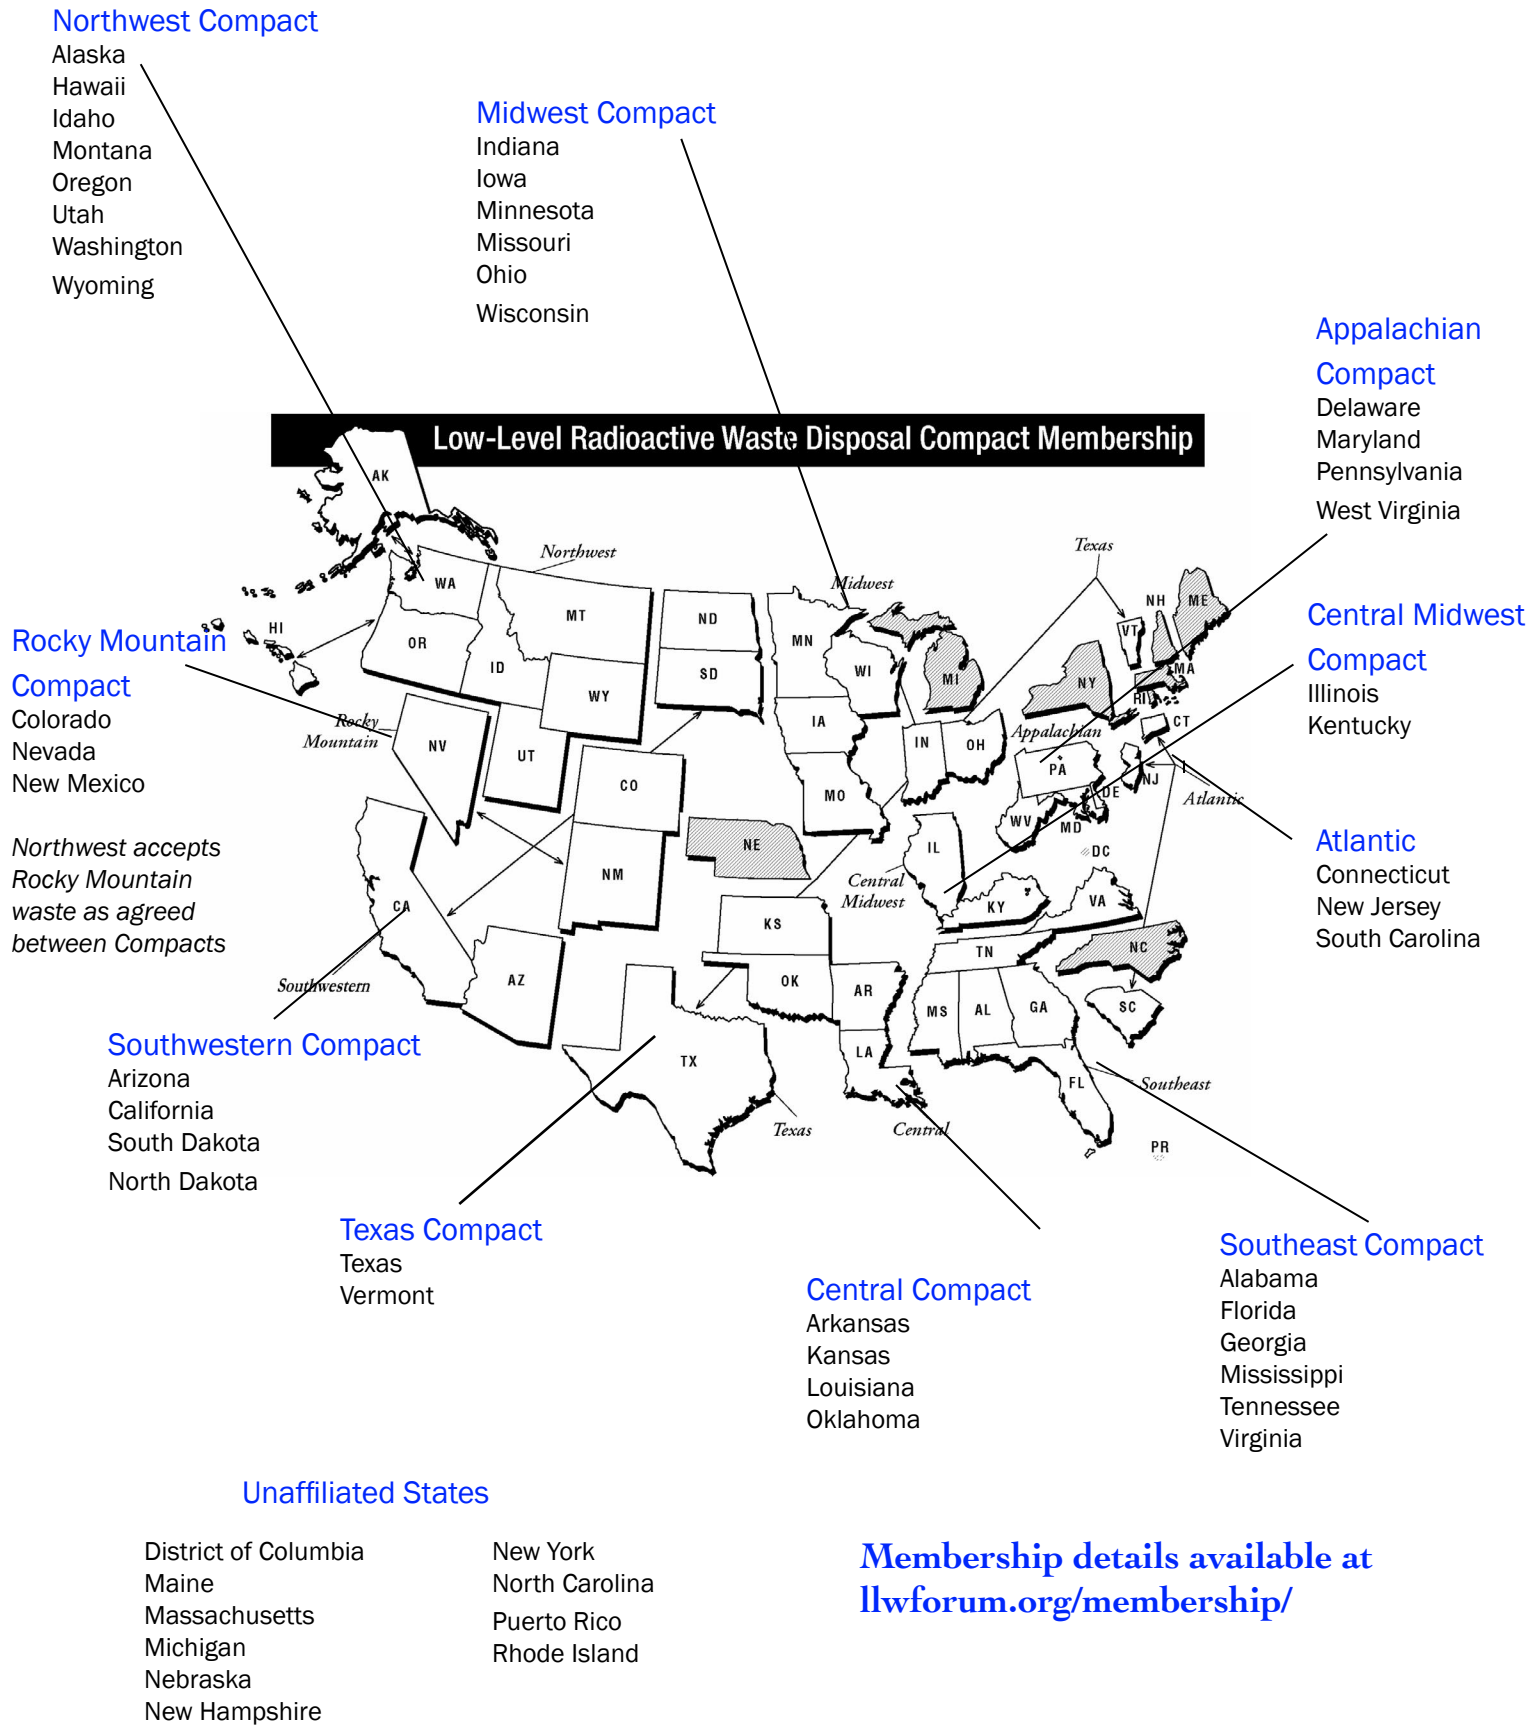 Northwest Compact
Alaska
Hawaii
Idaho
Montana
Oregon
Utah
Washington
Wyoming
Midwest Compact
Indiana
Iowa
Minnesota
Missouri
Ohio
Wisconsin
Appalachian
Compact
Delaware
Maryland
Pennsylvania
West Virginia
Low-Level Radioactive Waste Disposal Compact Membership
AK
Northwest
Texas
WA
Midwest
MT
ND
NH
ME
HI
OR
MN
VT
ID
SD
WI
MI
NY
MA
WY
RI
Rocky
Mountain
NV
UT
IA
IN
OH
Appalachian
CT
CO
MO
PA
NJ
DE
Atlantic
WV
MD
NE
IL
DC
NM
Central
Midwest
CA
KY
VA
KS
TN
NC
Southwestern
AZ
OK
AR
MS
AL
GA
SC
TX
LA
FL
Southeast
Texas
Central
PR
Rocky Mountain
Compact
Colorado
Nevada
New Mexico
Northwest accepts
Rocky Mountain
waste as agreed
between Compacts
Central Midwest
Compact
Illinois
Kentucky
Atlantic
Connecticut
New Jersey
South Carolina
Southwestern Compact
Arizona
California
South Dakota
North Dakota
Texas Compact
Texas
Vermont
Central Compact
Arkansas
Kansas
Louisiana
Oklahoma
Southeast Compact
Alabama
Florida
Georgia
Mississippi
Tennessee
Virginia
Unaffiliated States
District of Columbia
Maine
Massachusetts
Michigan
Nebraska
New Hampshire
New York
North Carolina
Puerto Rico
Rhode Island
Membership details available at
llwforum.org/membership/